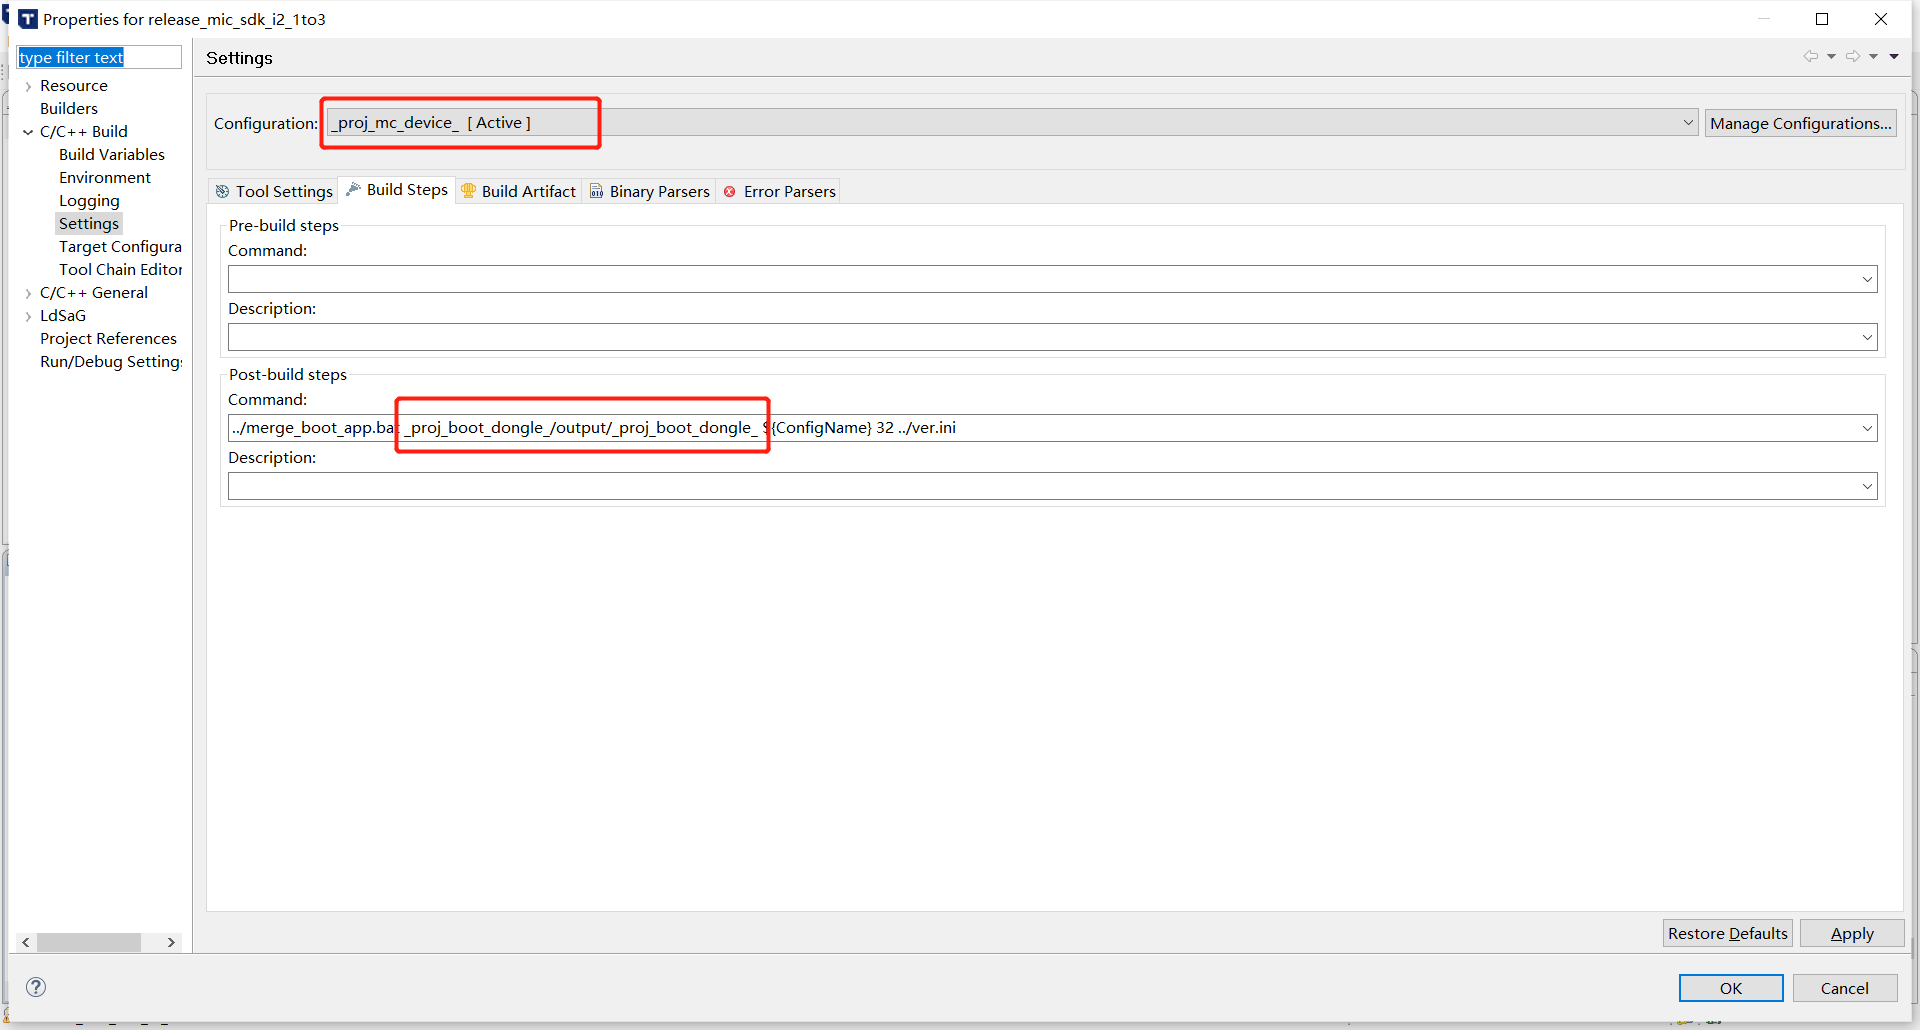 Properties for release_mic_sdk_i2_1to3
type filter text
Settings
Resource
Builders
C/C++ Build
Build Variables
Environment
Logging
Settings
Target Configura
Tool Chain Editor
C/C++ General
LdSaG
Project References
Run/Debug Settings
Configuration: _proj_mc_device_ [ Active ] Manage Configurations...
Tool Settings Build Steps Build Artifact Binary Parsers Error Parsers
Pre-build steps
Command:
Description:
Post-build steps
Command:
../merge_boot_app.bat _proj_boot_dongle_/output/_proj_boot_dongle_ ${ConfigName} 32 ../ver.ini
Description:
Restore Defaults Apply
OK Cancel